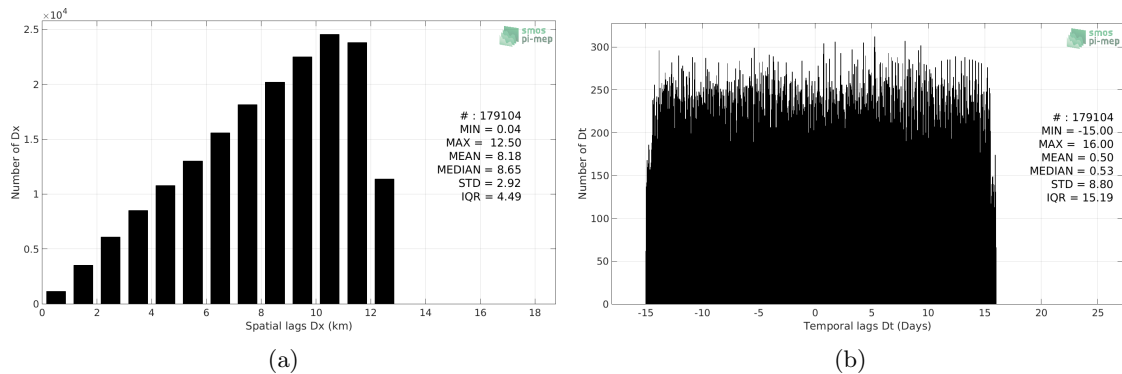 ×10⁴
2.5
2
1.5
1
0.5
0
0 2 4 6 8 10 12 14 16 18
Number of Dx
Spatial lags Dx (km)
smos
pi-mep
# : 179104
MIN = 0.04
MAX = 12.50
MEAN = 8.18
MEDIAN = 8.65
STD = 2.92
IQR = 4.49
(a)
300
250
200
150
100
50
0
-15 -10 -5 0 5 10 15 20 25
Number of Dt
Temporal lags Dt (Days)
smos
pi-mep
# : 179104
MIN = -15.00
MAX = 16.00
MEAN = 0.50
MEDIAN = 0.53
STD = 8.80
IQR = 15.19
(b)